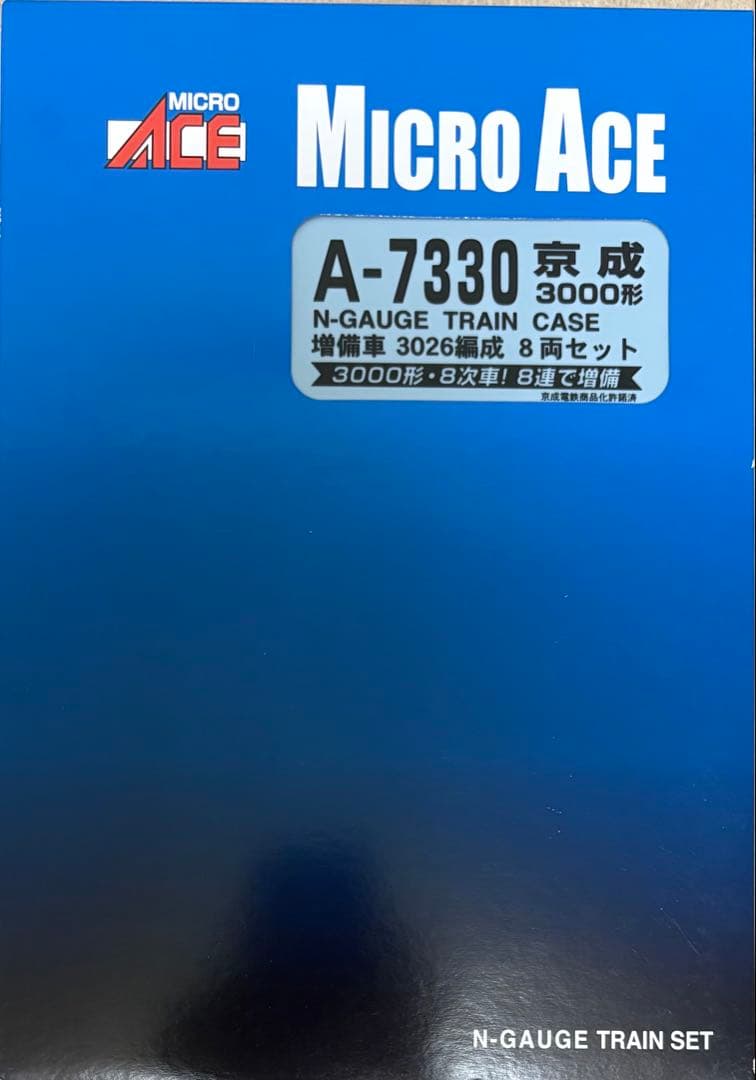 MICRO
ACE
MICRO ACE
A-7330 京成
3000形
N-GAUGE TRAIN CASE
増備車 3026編成 8両セット
3000形・8次車! 8連で増備
京成電鉄商品化許諾済
N-GAUGE TRAIN SET